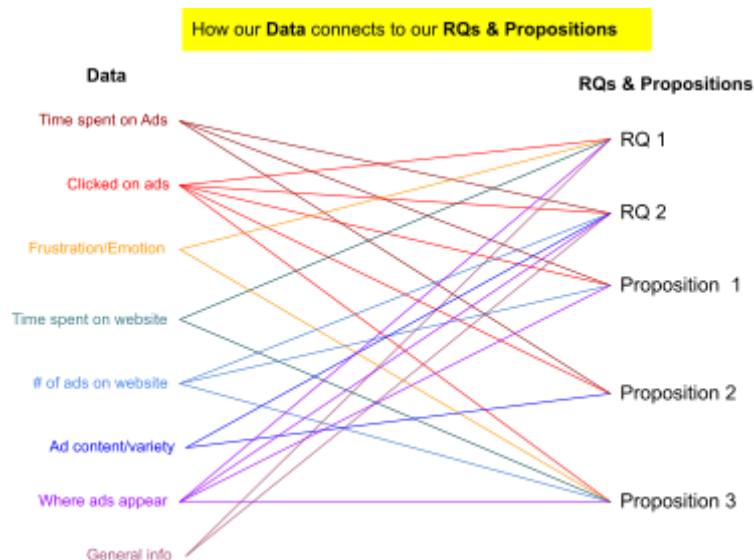 How our Data connects to our RQs & Propositions
Data
RQs & Propositions
Time spent on Ads
Clicked on ads
Frustration/Emotion
Time spent on website
# of ads on website
Ad content/variety
Where ads appear
General info
RQ 1
RQ 2
Proposition 1
Proposition 2
Proposition 3